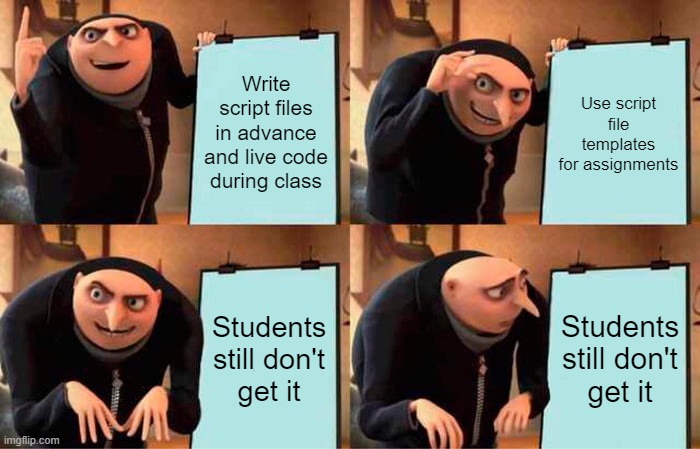 Write
script files
in advance
and live code
during class
Use script
file
templates
for assignments
Students
still don't
get it
Students
still don't
get it
imgflip.com